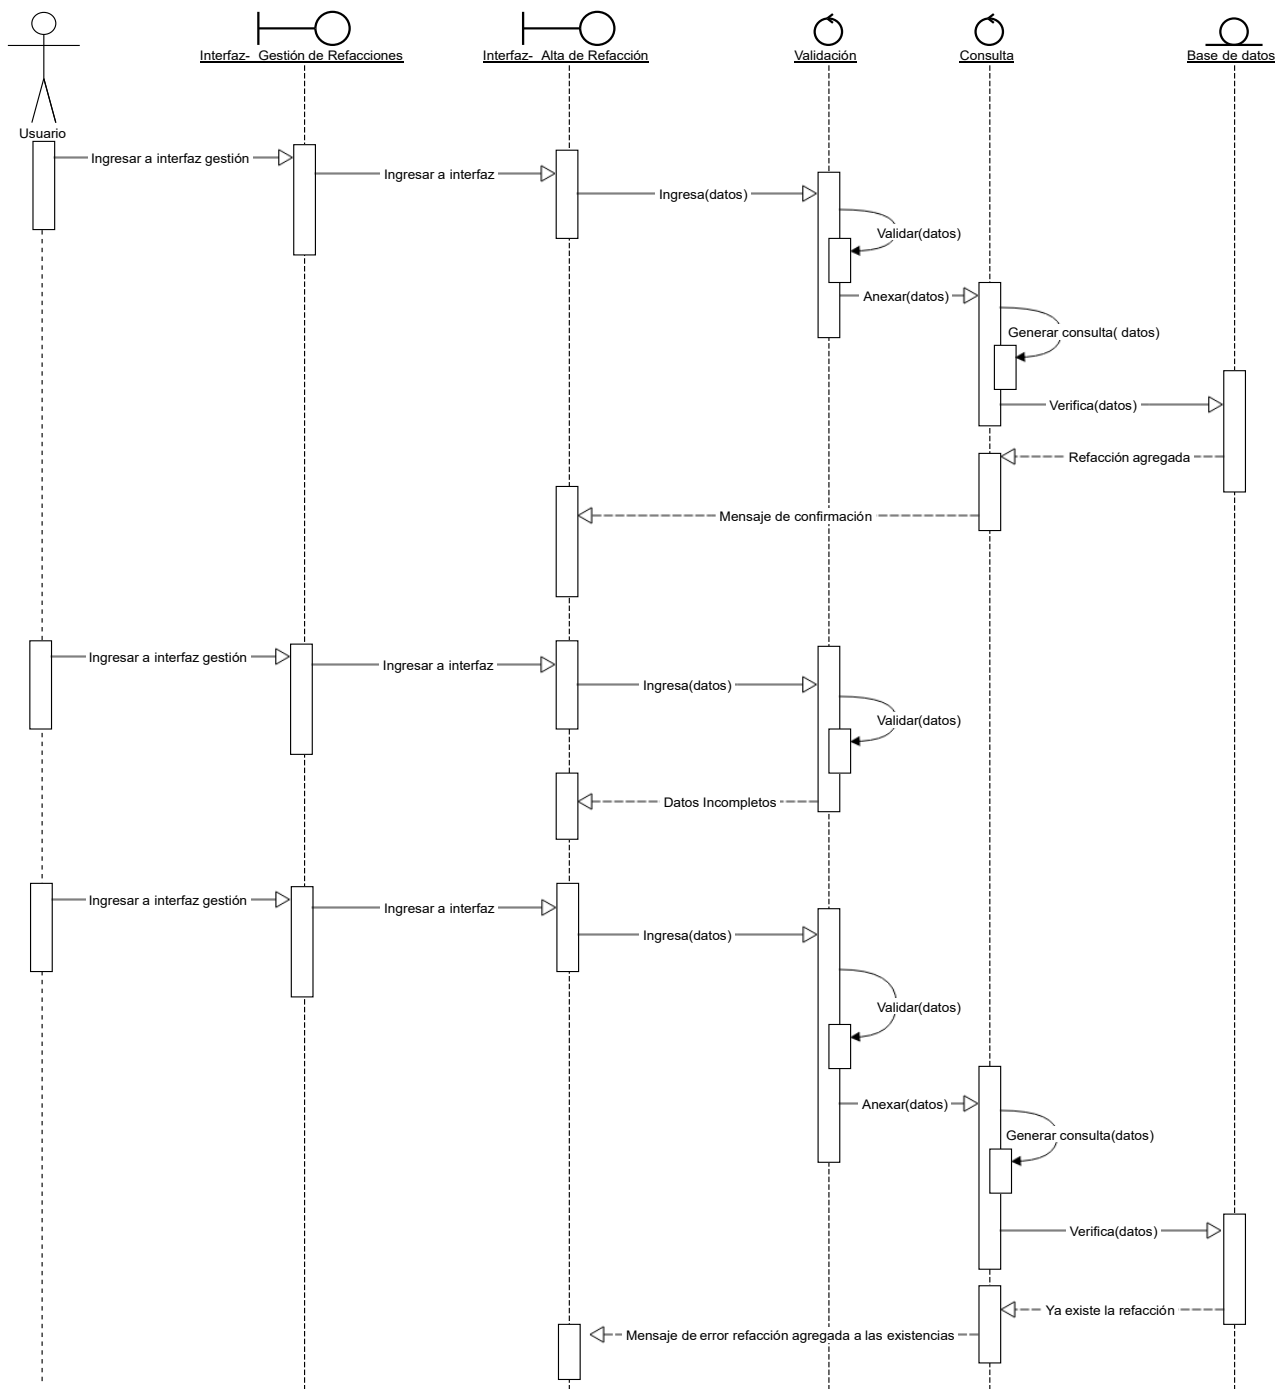 Interfaz-  Gestión de Refacciones
Interfaz-  Alta de Refacción
Validación
Consulta
Base de datos
Usuario
Ingresar a interfaz gestión
Ingresar a interfaz
Ingresa(datos)
Validar(datos)
Anexar(datos)
Generar consulta( datos)
Verifica(datos)
Refacción agregada
Mensaje de confirmación
Ingresar a interfaz gestión
Ingresar a interfaz
Ingresa(datos)
Validar(datos)
Datos Incompletos
Ingresar a interfaz gestión
Ingresar a interfaz
Ingresa(datos)
Validar(datos)
Anexar(datos)
Generar consulta(datos)
Verifica(datos)
Ya existe la refacción
Mensaje de error refacción agregada a las existencias